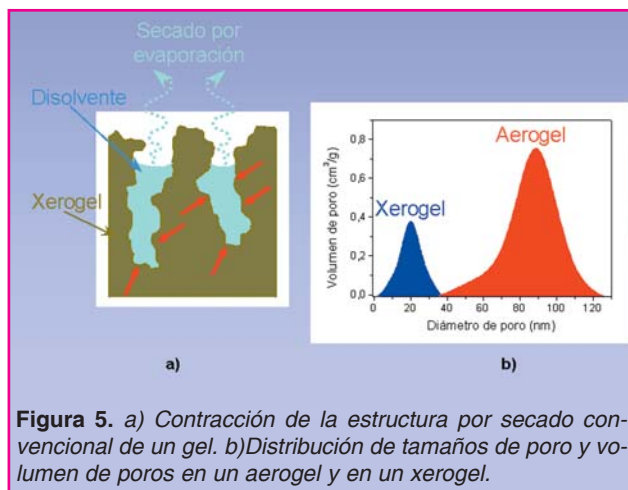 Secado por
evaporación
Disolvente
Xerogel
a)
Volumen de poro (cm³/g)
0,8
0,6
0,4
0,2
0,0
Aerogel
Xerogel
0 20 40 60 80 100 120
Diámetro de poro (nm)
b)
Figura 5. a) Contracción de la estructura por secado con-
vencional de un gel. b)Distribución de tamaños de poro y vo-
lumen de poros en un aerogel y en un xerogel.